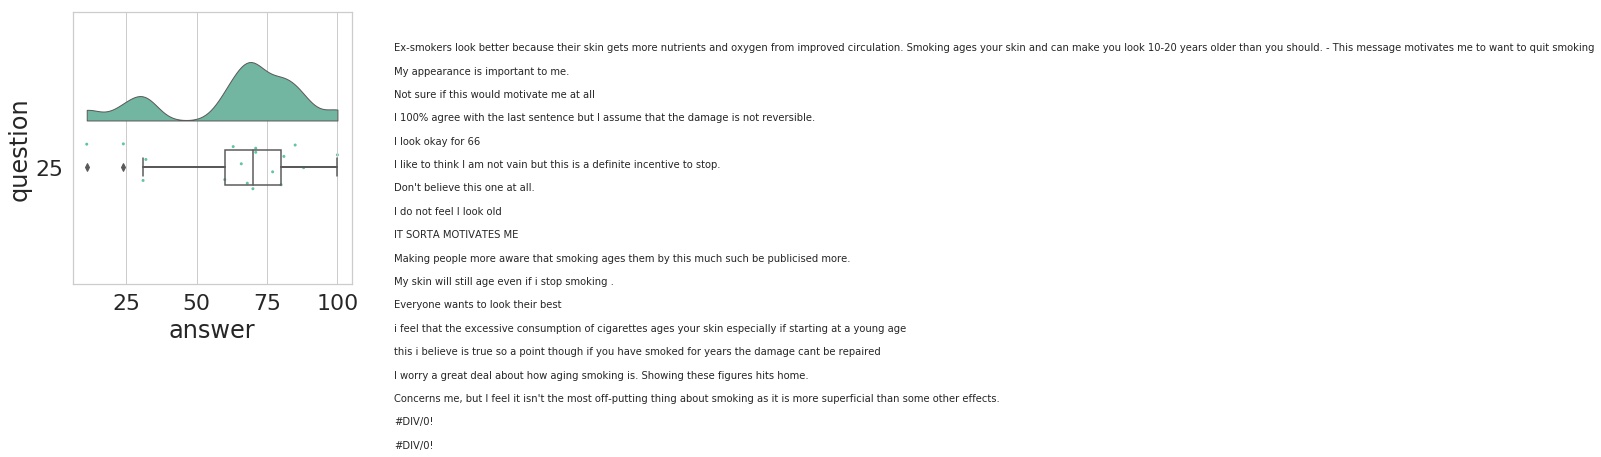 Ex-smokers look better because their skin gets more nutrients and oxygen from improved circulation. Smoking ages your skin and can make you look 10-20 years older than you should. - This message motivates me to want to quit smoking
My appearance is important to me.
Not sure if this would motivate me at all
I 100% agree with the last sentence but I assume that the damage is not reversible.
I look okay for 66
I like to think I am not vain but this is a definite incentive to stop.
Don't believe this one at all.
I do not feel I look old
IT SORTA MOTIVATES ME
Making people more aware that smoking ages them by this much such be publicised more.
My skin will still age even if i stop smoking .
Everyone wants to look their best
i feel that the excessive consumption of cigarettes ages your skin especially if starting at a young age
this i believe is true so a point though if you have smoked for years the damage cant be repaired
I worry a great deal about how aging smoking is. Showing these figures hits home.
Concerns me, but I feel it isn't the most off-putting thing about smoking as it is more superficial than some other effects.
#DIV/0!
#DIV/0!
question
25
25 50 75 100
answer